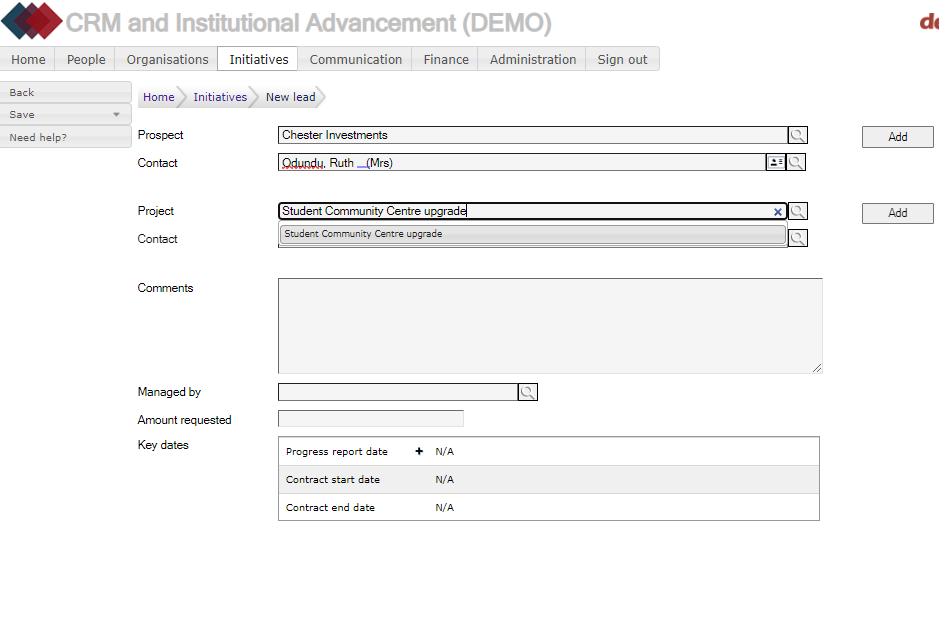 CRM and Institutional Advancement (DEMO)
Home People Organisations Initiatives Communication Finance Administration Sign out
Back
Save
Need help?
Home Initiatives New lead
Prospect Chester Investments Add
Contact Odundu, Ruth __(Mrs)
Project Student Community Centre upgrade Add
Student Community Centre upgrade
Contact
Comments
Managed by
Amount requested
Key dates
Progress report date + N/A
Contract start date N/A
Contract end date N/A